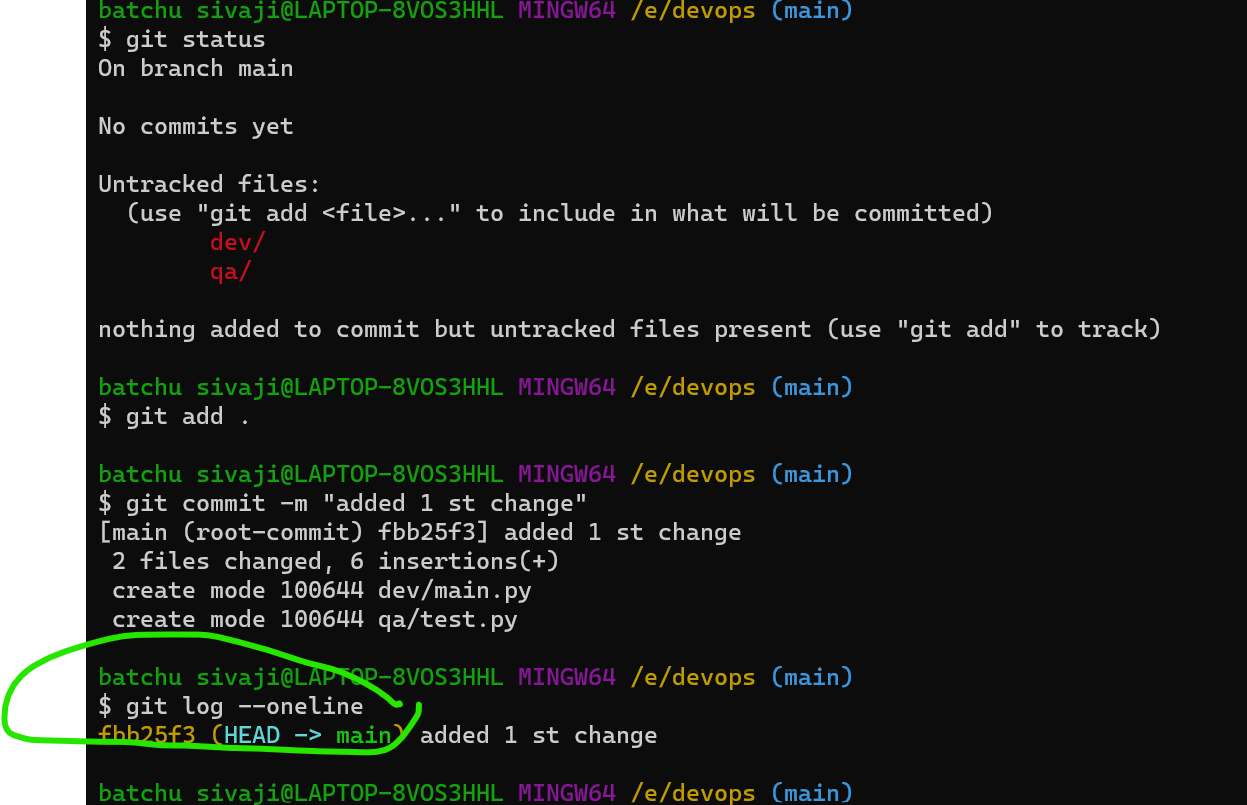 batchu sivaji@LAPTOP-8VOS3HHL MINGW64 /e/devops (main)
$ git status
On branch main
No commits yet
Untracked files:
  (use "git add <file>..." to include in what will be committed)
        dev/
        qa/
nothing added to commit but untracked files present (use "git add" to track)
batchu sivaji@LAPTOP-8VOS3HHL MINGW64 /e/devops (main)
$ git add .
batchu sivaji@LAPTOP-8VOS3HHL MINGW64 /e/devops (main)
$ git commit -m "added 1 st change"
[main (root-commit) fbb25f3] added 1 st change
 2 files changed, 6 insertions(+)
 create mode 100644 dev/main.py
 create mode 100644 qa/test.py
batchu sivaji@LAPTOP-8VOS3HHL MINGW64 /e/devops (main)
$ git log --oneline
fbb25f3 (HEAD -> main) added 1 st change
batchu sivaji@LAPTOP-8VOS3HHL MINGW64 /e/devops (main)